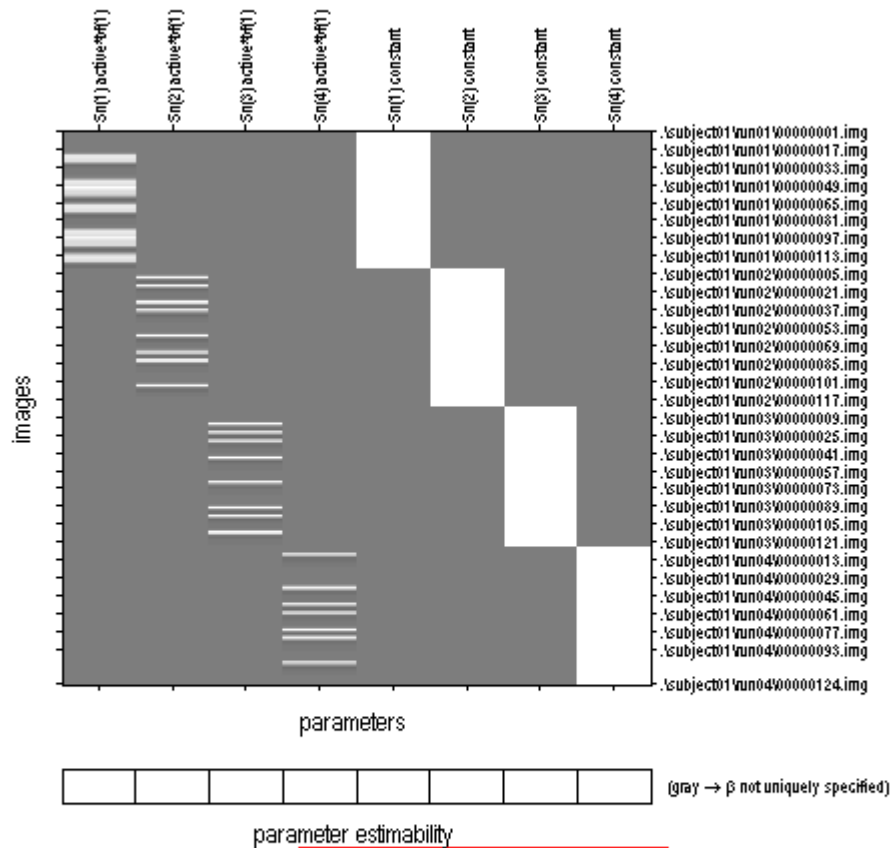 Sn(1) active*bf(1)
Sn(2) active*bf(1)
Sn(3) active*bf(1)
Sn(4) active*bf(1)
Sn(1) constant
Sn(2) constant
Sn(3) constant
Sn(4) constant
images
.\subject01\run01\00000001.img
.\subject01\run01\00000017.img
.\subject01\run01\00000033.img
.\subject01\run01\00000049.img
.\subject01\run01\00000065.img
.\subject01\run01\00000081.img
.\subject01\run01\00000097.img
.\subject01\run01\00000113.img
.\subject01\run02\00000005.img
.\subject01\run02\00000021.img
.\subject01\run02\00000037.img
.\subject01\run02\00000053.img
.\subject01\run02\00000069.img
.\subject01\run02\00000085.img
.\subject01\run02\00000101.img
.\subject01\run02\00000117.img
.\subject01\run03\00000009.img
.\subject01\run03\00000025.img
.\subject01\run03\00000041.img
.\subject01\run03\00000057.img
.\subject01\run03\00000073.img
.\subject01\run03\00000089.img
.\subject01\run03\00000105.img
.\subject01\run03\00000121.img
.\subject01\run04\00000013.img
.\subject01\run04\00000029.img
.\subject01\run04\00000045.img
.\subject01\run04\00000061.img
.\subject01\run04\00000077.img
.\subject01\run04\00000093.img
.\subject01\run04\00000124.img
parameters
(gray → β not uniquely specified)
parameter estimability